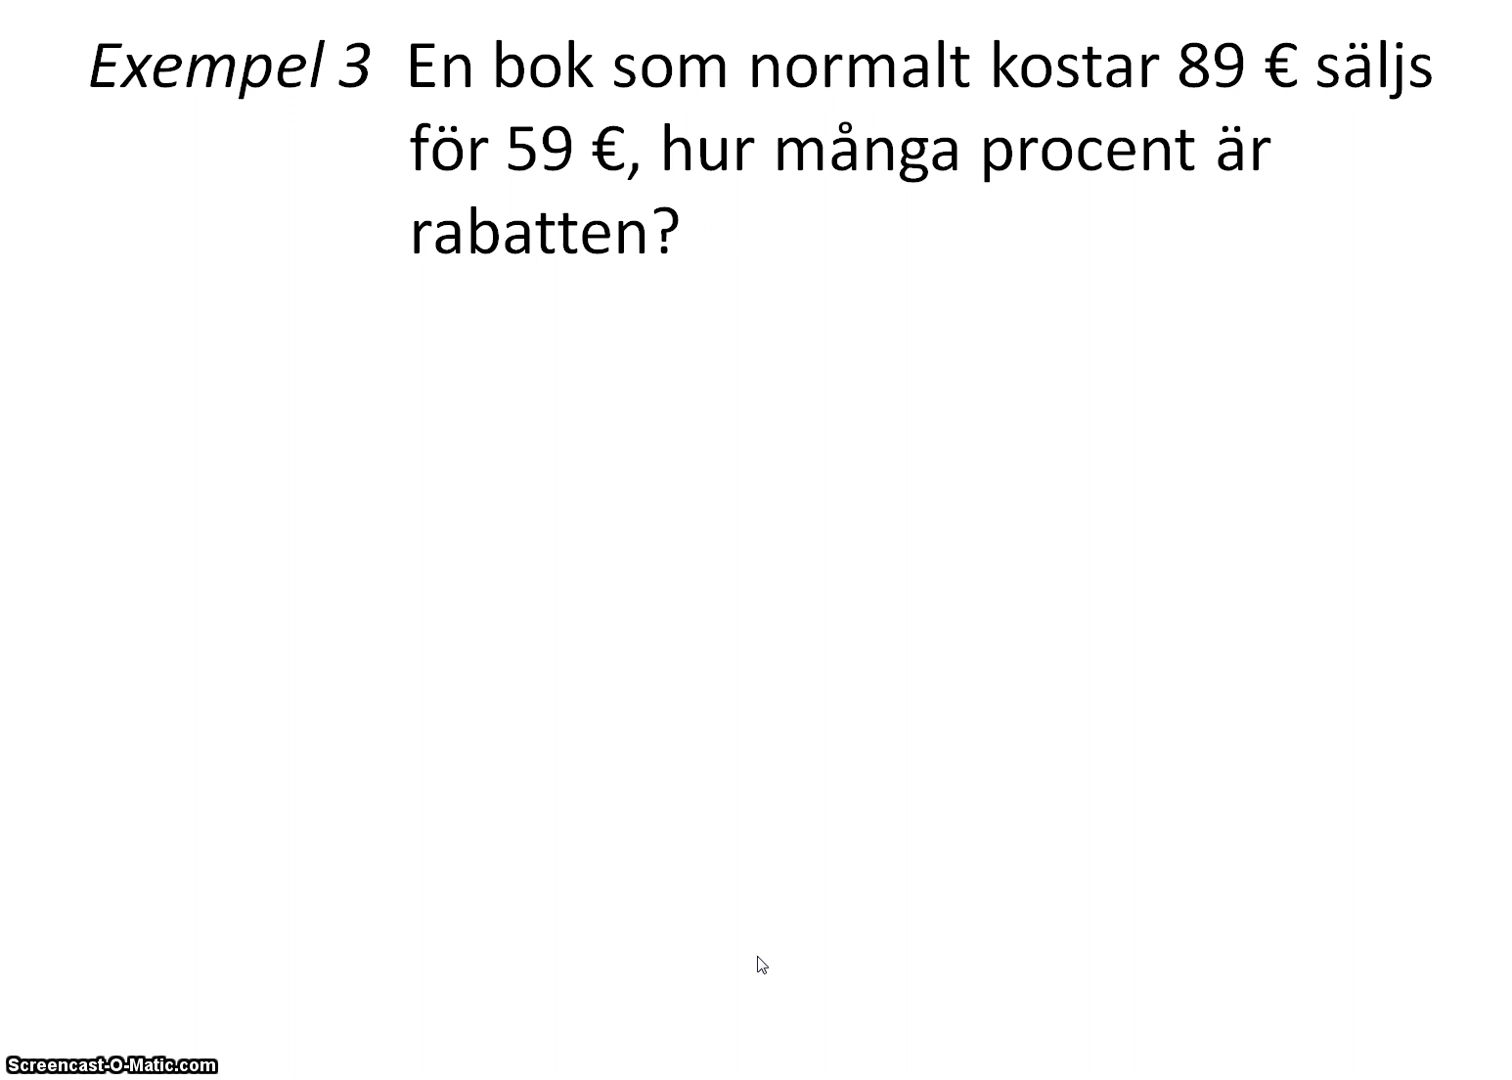 Exempel 3 En bok som normalt kostar 89 € säljs
för 59 €, hur många procent är
rabatten?
Screencast-O-Matic.com